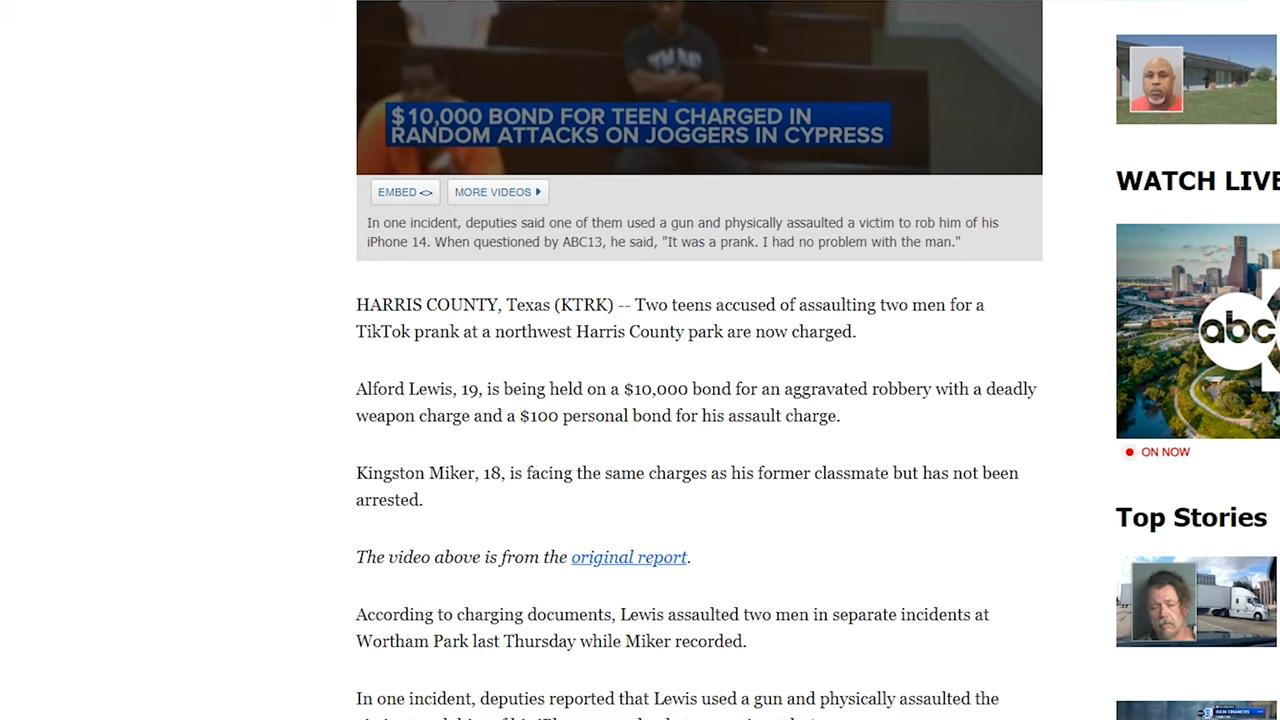 $10,000 BOND FOR TEEN CHARGED IN
RANDOM ATTACKS ON JOGGERS IN CYPRESS
EMBED <>
MORE VIDEOS
In one incident, deputies said one of them used a gun and physically assaulted a victim to rob him of his
iPhone 14. When questioned by ABC13, he said, "It was a prank. I had no problem with the man."
HARRIS COUNTY, Texas (KTRK) -- Two teens accused of assaulting two men for a
TikTok prank at a northwest Harris County park are now charged.
Alford Lewis, 19, is being held on a $10,000 bond for an aggravated robbery with a deadly
weapon charge and a $100 personal bond for his assault charge.
Kingston Miker, 18, is facing the same charges as his former classmate but has not been
arrested.
The video above is from the original report.
According to charging documents, Lewis assaulted two men in separate incidents at
Wortham Park last Thursday while Miker recorded.
In one incident, deputies reported that Lewis used a gun and physically assaulted the
WATCH LIVE
abc
ON NOW
Top Stories
RAIN CHANCES